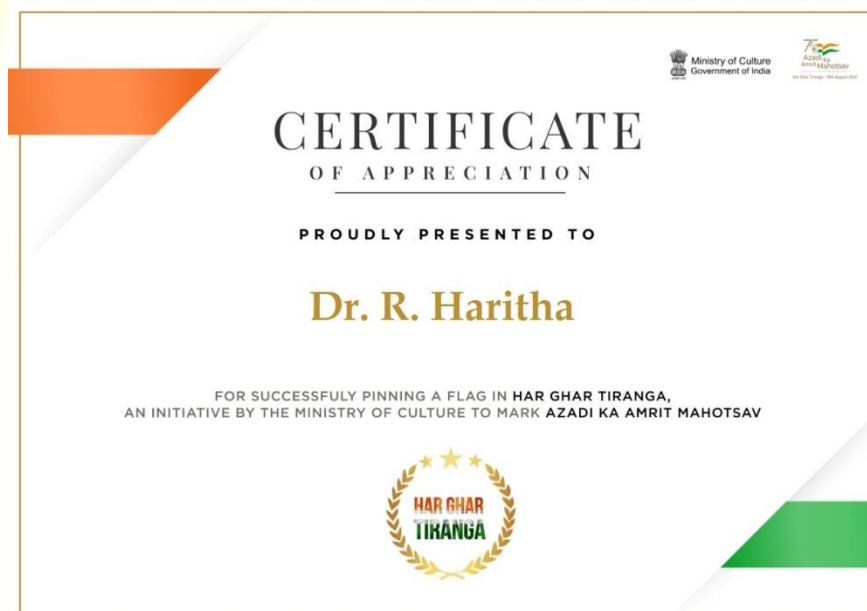 Ministry of Culture
Government of India
Azadi Ka
Amrit Mahotsav
CERTIFICATE
OF APPRECIATION
PROUDLY PRESENTED TO
Dr. R. Haritha
FOR SUCCESSFULY PINNING A FLAG IN HAR GHAR TIRANGA,
AN INITIATIVE BY THE MINISTRY OF CULTURE TO MARK AZADI KA AMRIT MAHOTSAV
HAR GHAR
TIRANGA